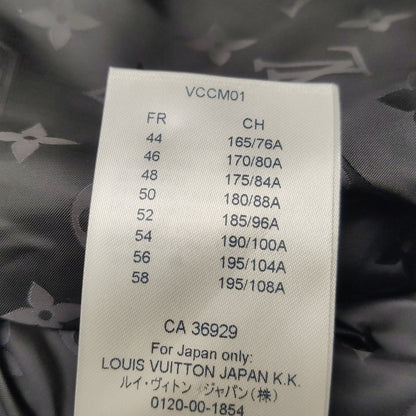 VCCM01
FR CH
44 165/76A
46 170/80A
48 175/84A
50 180/88A
52 185/96A
54 190/100A
56 195/104A
58 195/108A
CA 36929
For Japan only:
LOUIS VUITTON JAPAN K.K.
ルイ・ヴィトン ジャパン(株)
0120-00-1854